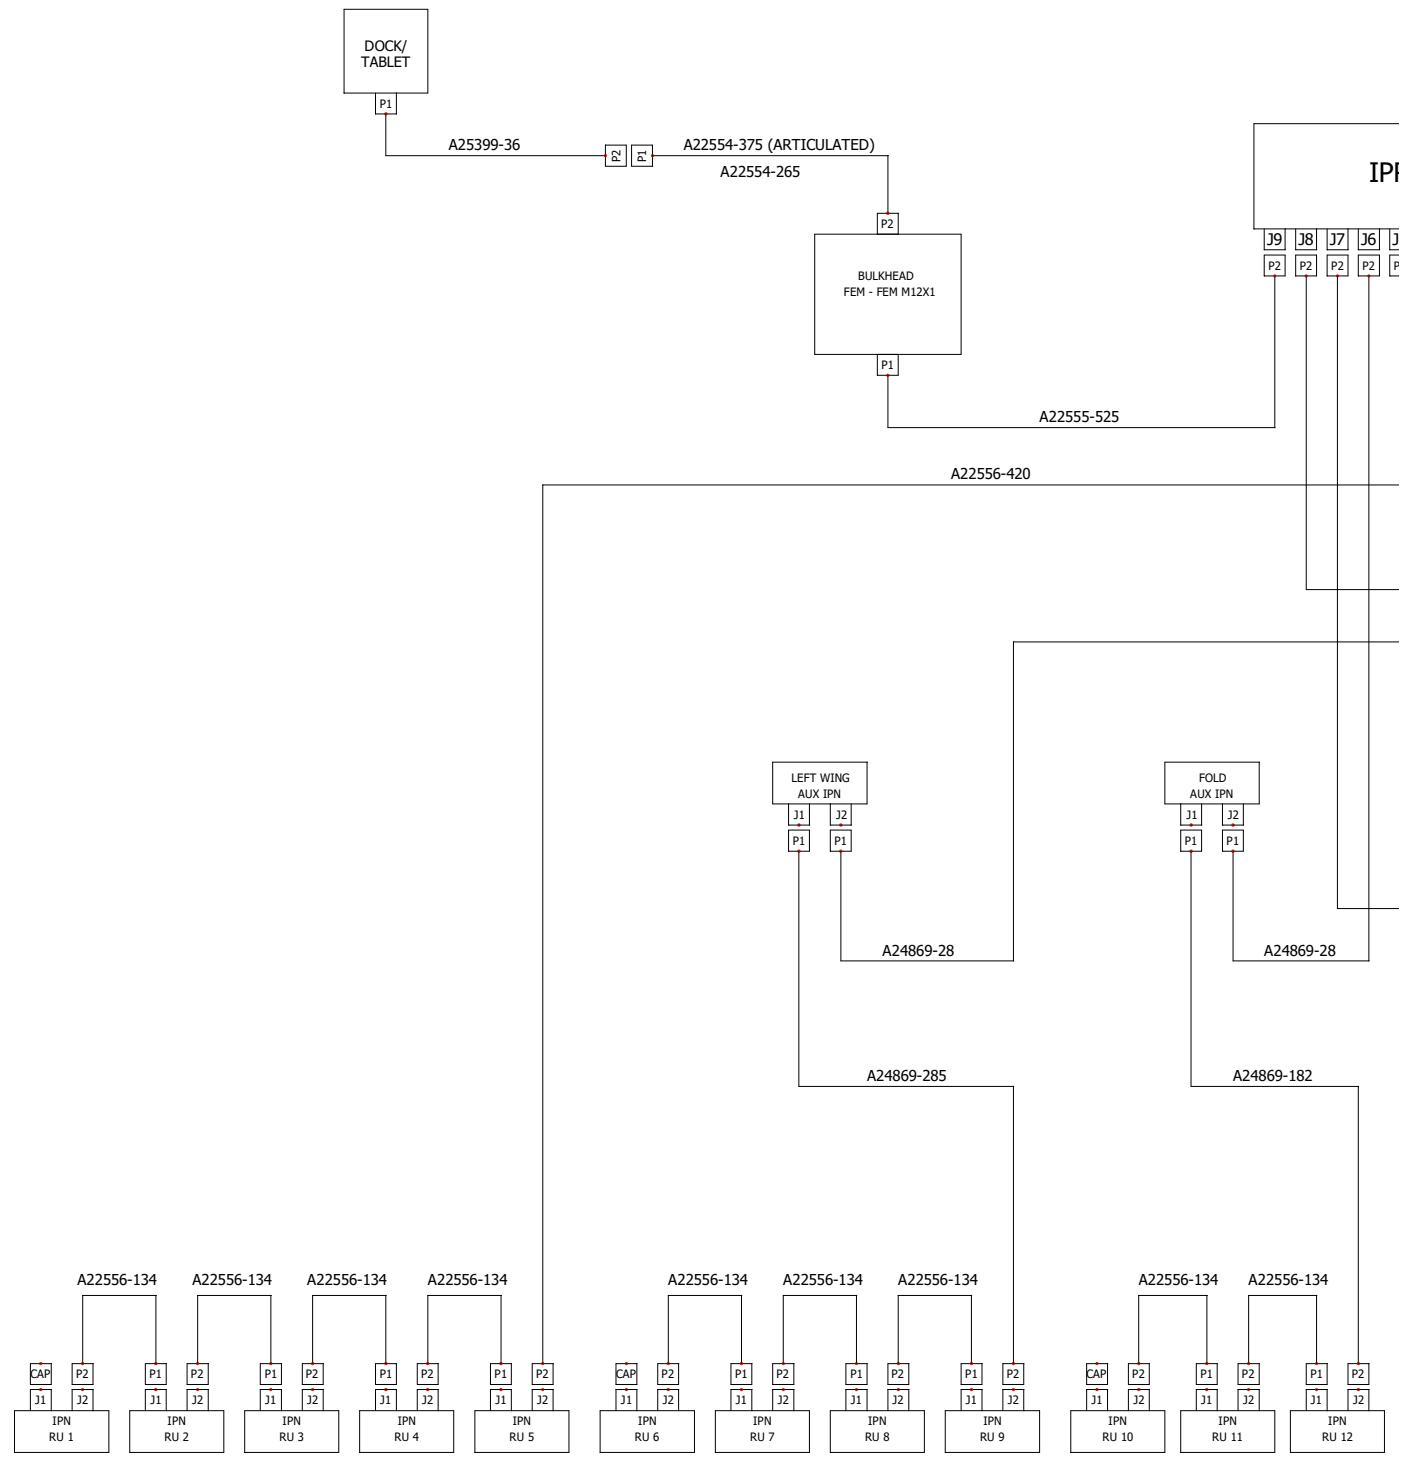 DOCK/
TABLET
P1
A25399-36
P2
P1
A22554-375 (ARTICULATED)
A22554-265
P2
BULKHEAD
FEM - FEM M12X1
P1
A22555-525
J9 J8 J7 J6
P2 P2 P2 P2
A22556-420
LEFT WING
AUX IPN
J1 J2
P1 P1
FOLD
AUX IPN
J1 J2
P1 P1
A24869-28
A24869-28
A24869-285
A24869-182
A22556-134 A22556-134 A22556-134 A22556-134 A22556-134 A22556-134 A22556-134 A22556-134 A22556-134
CAP P2 P1 P2 P1 P2 P1 P2 P1 P2 CAP P2 P1 P2 P1 P2 P1 P2 CAP P2 P1 P2 P1 P2
J1 J2 J1 J2 J1 J2 J1 J2 J1 J2 J1 J2 J1 J2 J1 J2 J1 J2 J1 J2 J1 J2 J1 J2
IPN
RU 1
IPN
RU 2
IPN
RU 3
IPN
RU 4
IPN
RU 5
IPN
RU 6
IPN
RU 7
IPN
RU 8
IPN
RU 9
IPN
RU 10
IPN
RU 11
IPN
RU 12